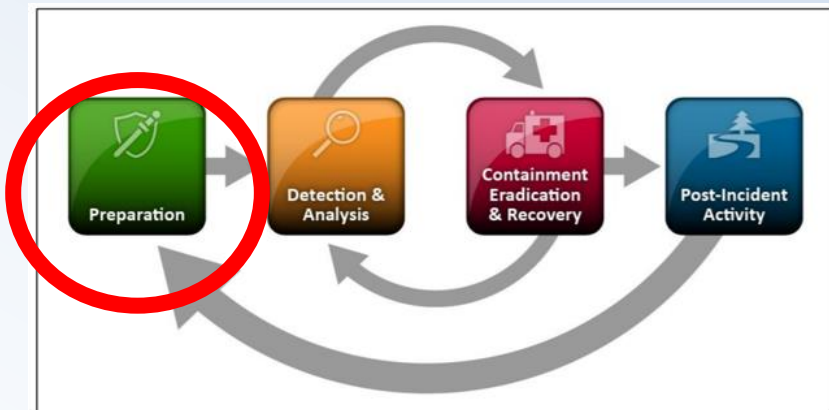 Preparation
Detection &
Analysis
Containment
Eradication
& Recovery
Post-Incident
Activity